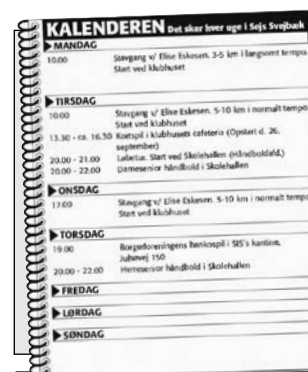 KALENDEREN Det sker hver uge i Sejs Svejbæk
MANDAG
10.00 Stavgang v/ Elise Eskesen. 3-5 km i langsomt tempo.
Start ved klubhuset
TIRSDAG
10.00 Stavgang v/ Elise Eskesen. 5-10 km i normalt tempo
Start ved klubhuset
13.30 - ca. 16.30 Kortspil i klubhusets cafeteria (Opstart d. 26.
september)
20.00 - 21.00 Løbetur. Start ved Skolehallen (Håndboldafd.)
20.00 - 22.00 Damesenior håndbold i Skolehallen
ONSDAG
17.00 Stavgang v/ Elise Eskesen. 5-10 km i normalt tempo
Start ved klubhuset
TORSDAG
19.00 Borgerforeningens bankospil i SIS's kantine,
Julsøvej 150
20.00 - 22.00 Herresenior håndbold i Skolehallen
FREDAG
LØRDAG
SØNDAG